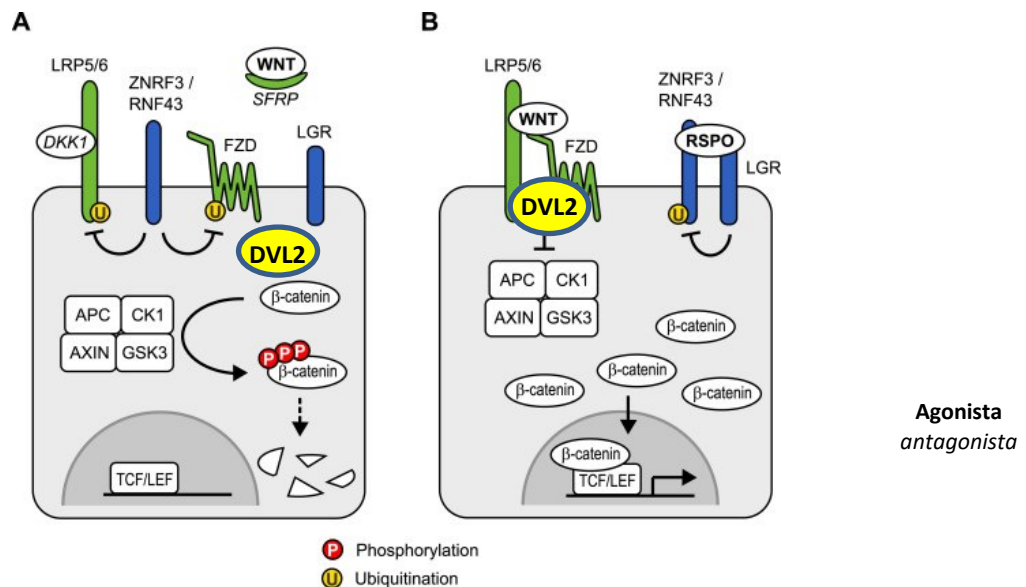 A
LRP5/6
ZNRF3 /
RNF43
WNT
SFRP
DKK1
FZD
LGR
U
U
DVL2
β-catenin
APC
CK1
AXIN
GSK3
P P P
β-catenin
TCF/LEF
B
LRP5/6
ZNRF3 /
RNF43
WNT
FZD
RSPO
LGR
DVL2
U
APC
CK1
AXIN
GSK3
β-catenin
β-catenin
β-catenin
β-catenin
β-catenin
TCF/LEF
Agonista
antagonista
P Phosphorylation
U Ubiquitination